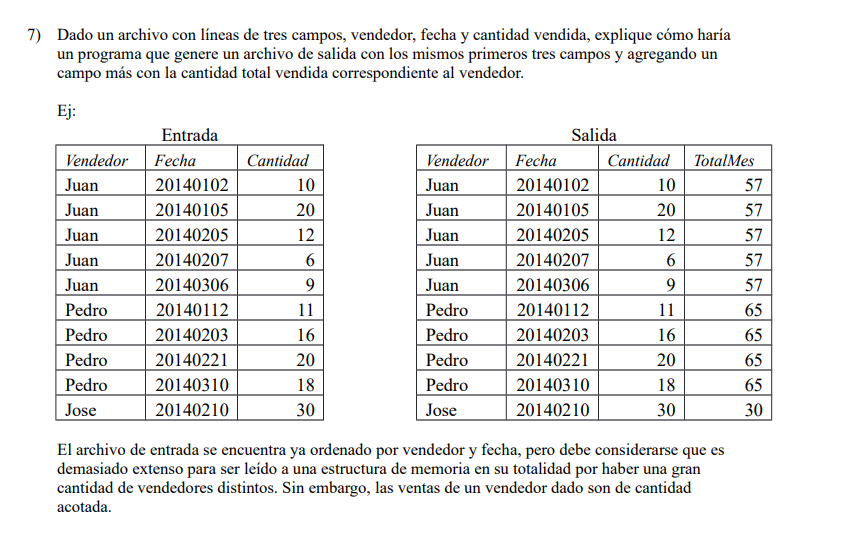 7) Dado un archivo con líneas de tres campos, vendedor, fecha y cantidad vendida, explique cómo haría
un programa que genere un archivo de salida con los mismos primeros tres campos y agregando un
campo más con la cantidad total vendida correspondiente al vendedor.
Ej:
Entrada
Vendedor Fecha Cantidad
Juan 20140102 10
Juan 20140105 20
Juan 20140205 12
Juan 20140207 6
Juan 20140306 9
Pedro 20140112 11
Pedro 20140203 16
Pedro 20140221 20
Pedro 20140310 18
Jose 20140210 30
Salida
Vendedor Fecha Cantidad TotalMes
Juan 20140102 10 57
Juan 20140105 20 57
Juan 20140205 12 57
Juan 20140207 6 57
Juan 20140306 9 57
Pedro 20140112 11 65
Pedro 20140203 16 65
Pedro 20140221 20 65
Pedro 20140310 18 65
Jose 20140210 30 30
El archivo de entrada se encuentra ya ordenado por vendedor y fecha, pero debe considerarse que es
demasiado extenso para ser leído a una estructura de memoria en su totalidad por haber una gran
cantidad de vendedores distintos. Sin embargo, las ventas de un vendedor dado son de cantidad
acotada.